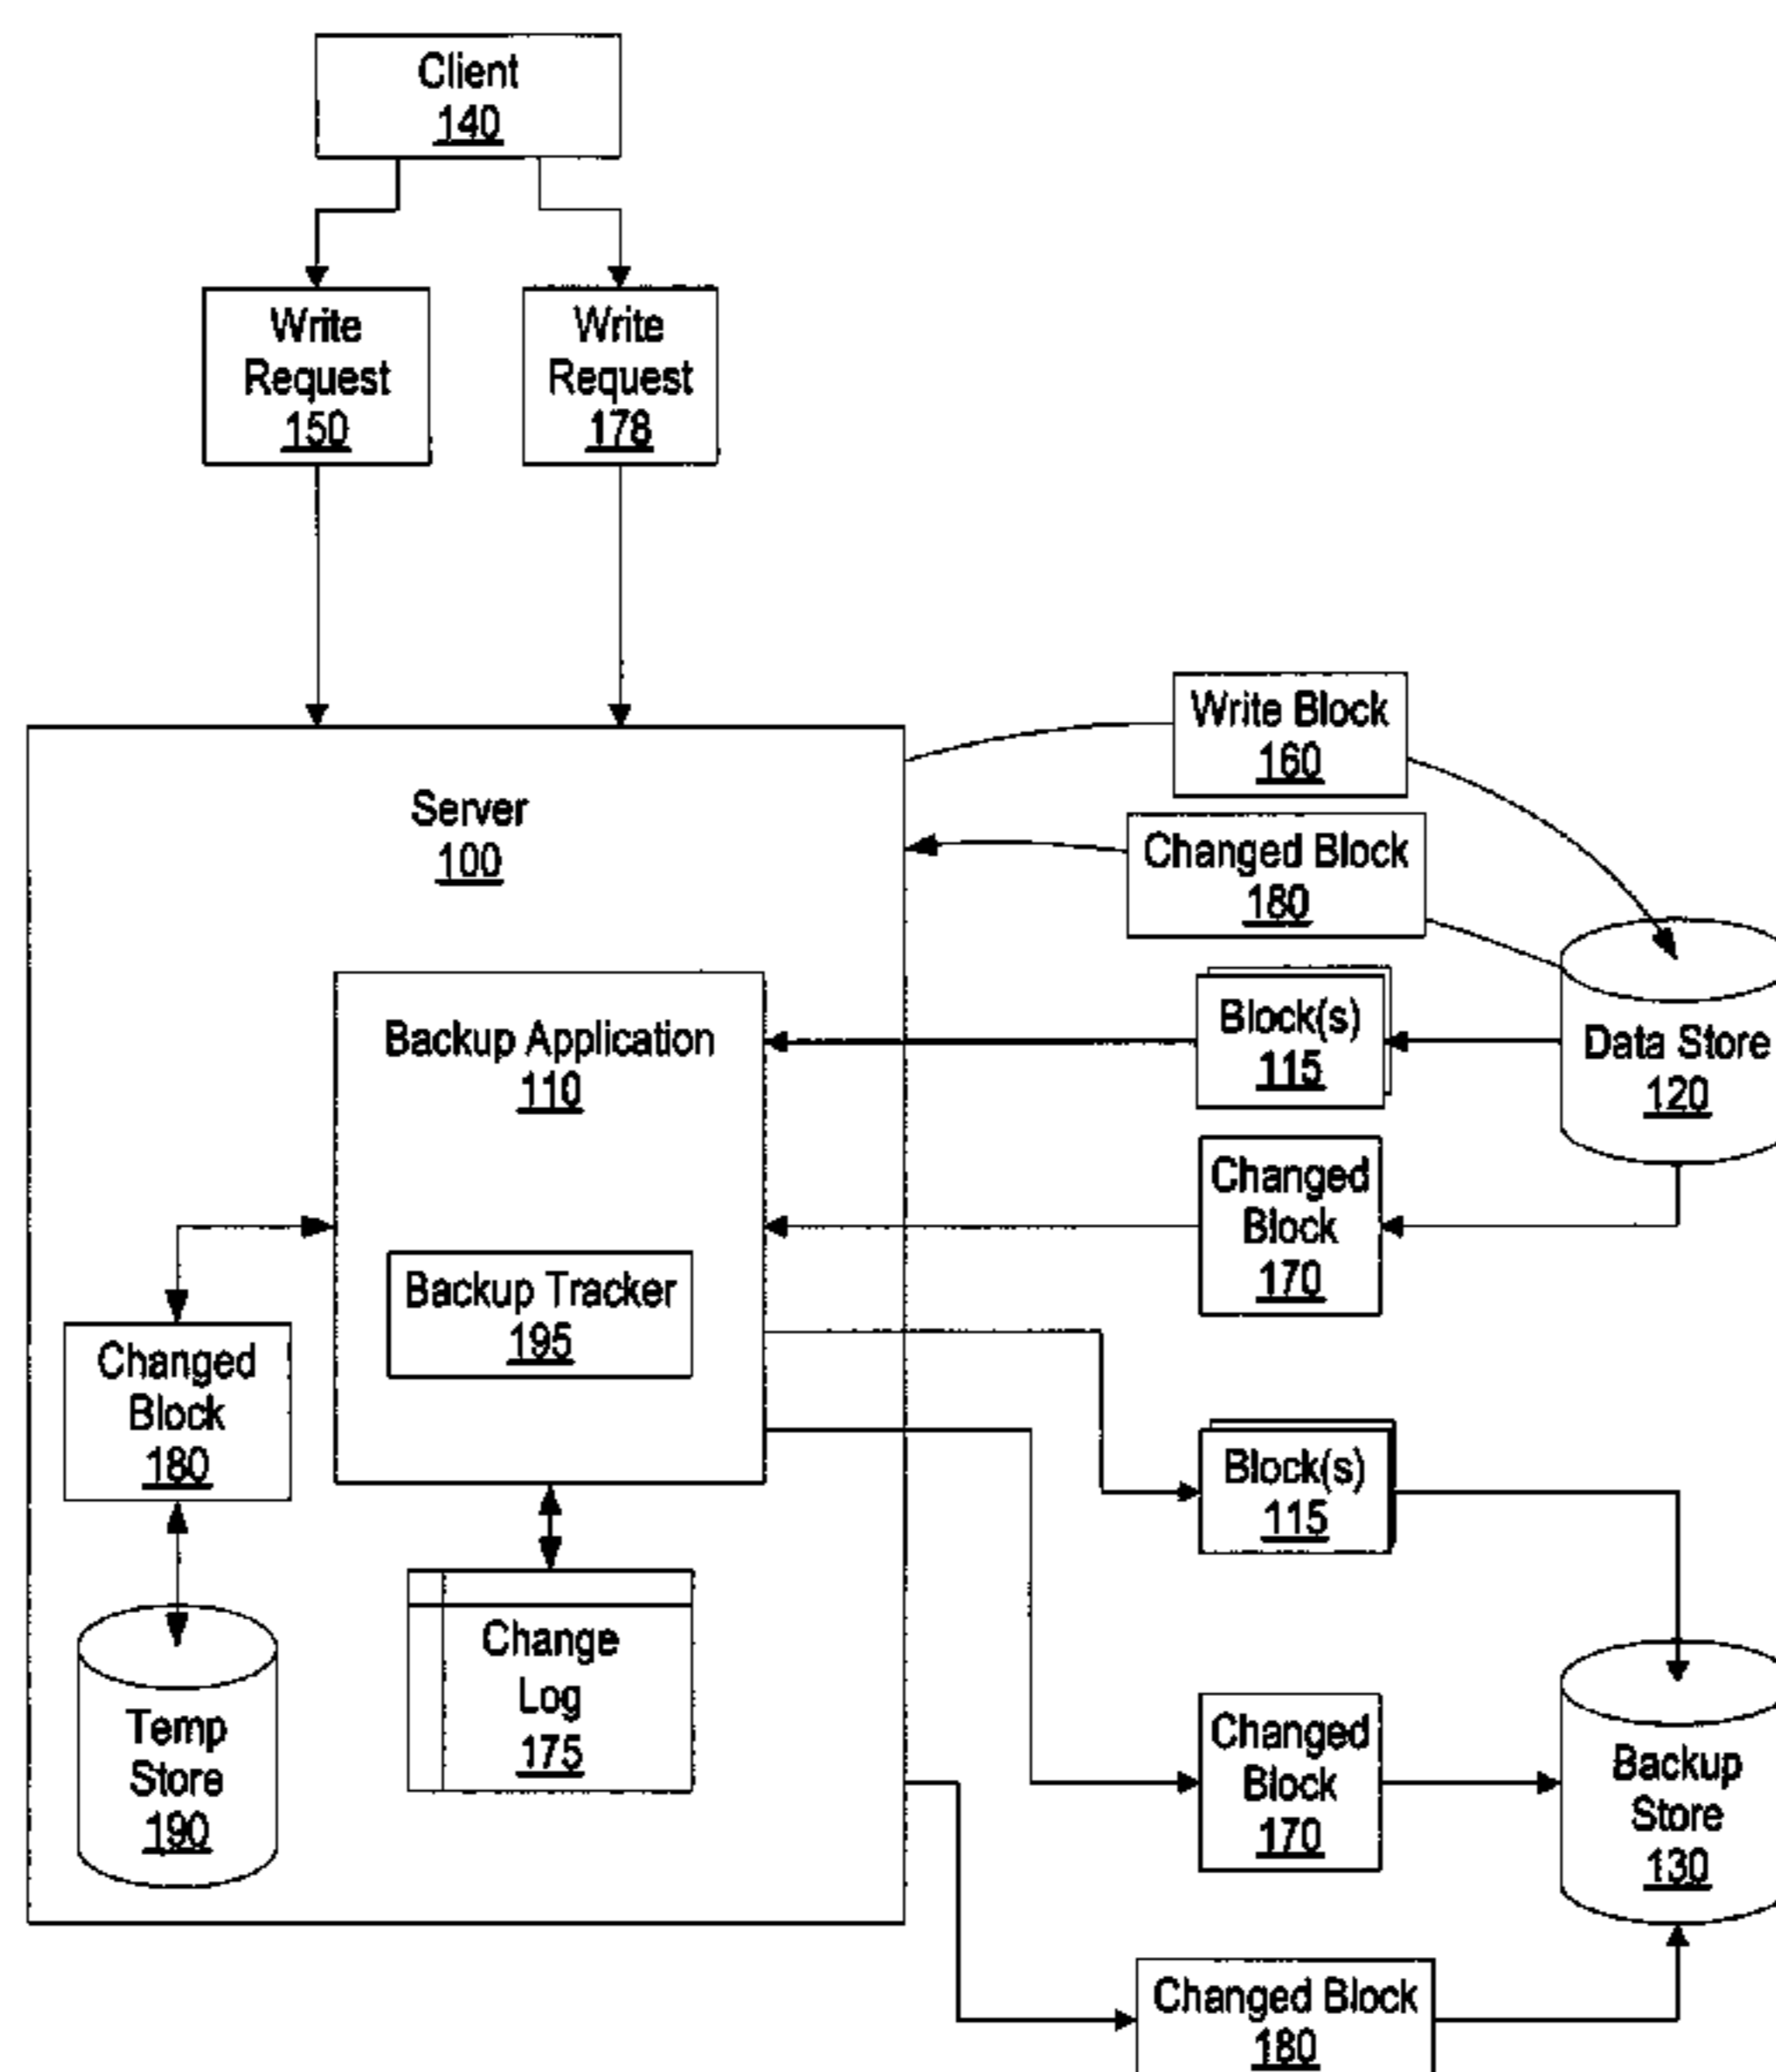 Client
140
Write
Request
150
Write
Request
178
Write Block
160
Server
100
Changed Block
180
Backup Application
110
Block(s)
115
Data Store
120
Changed
Block
170
Backup Tracker
195
Changed
Block
180
Block(s)
115
Change
Log
175
Temp
Store
190
Changed
Block
170
Backup
Store
130
Changed Block
180